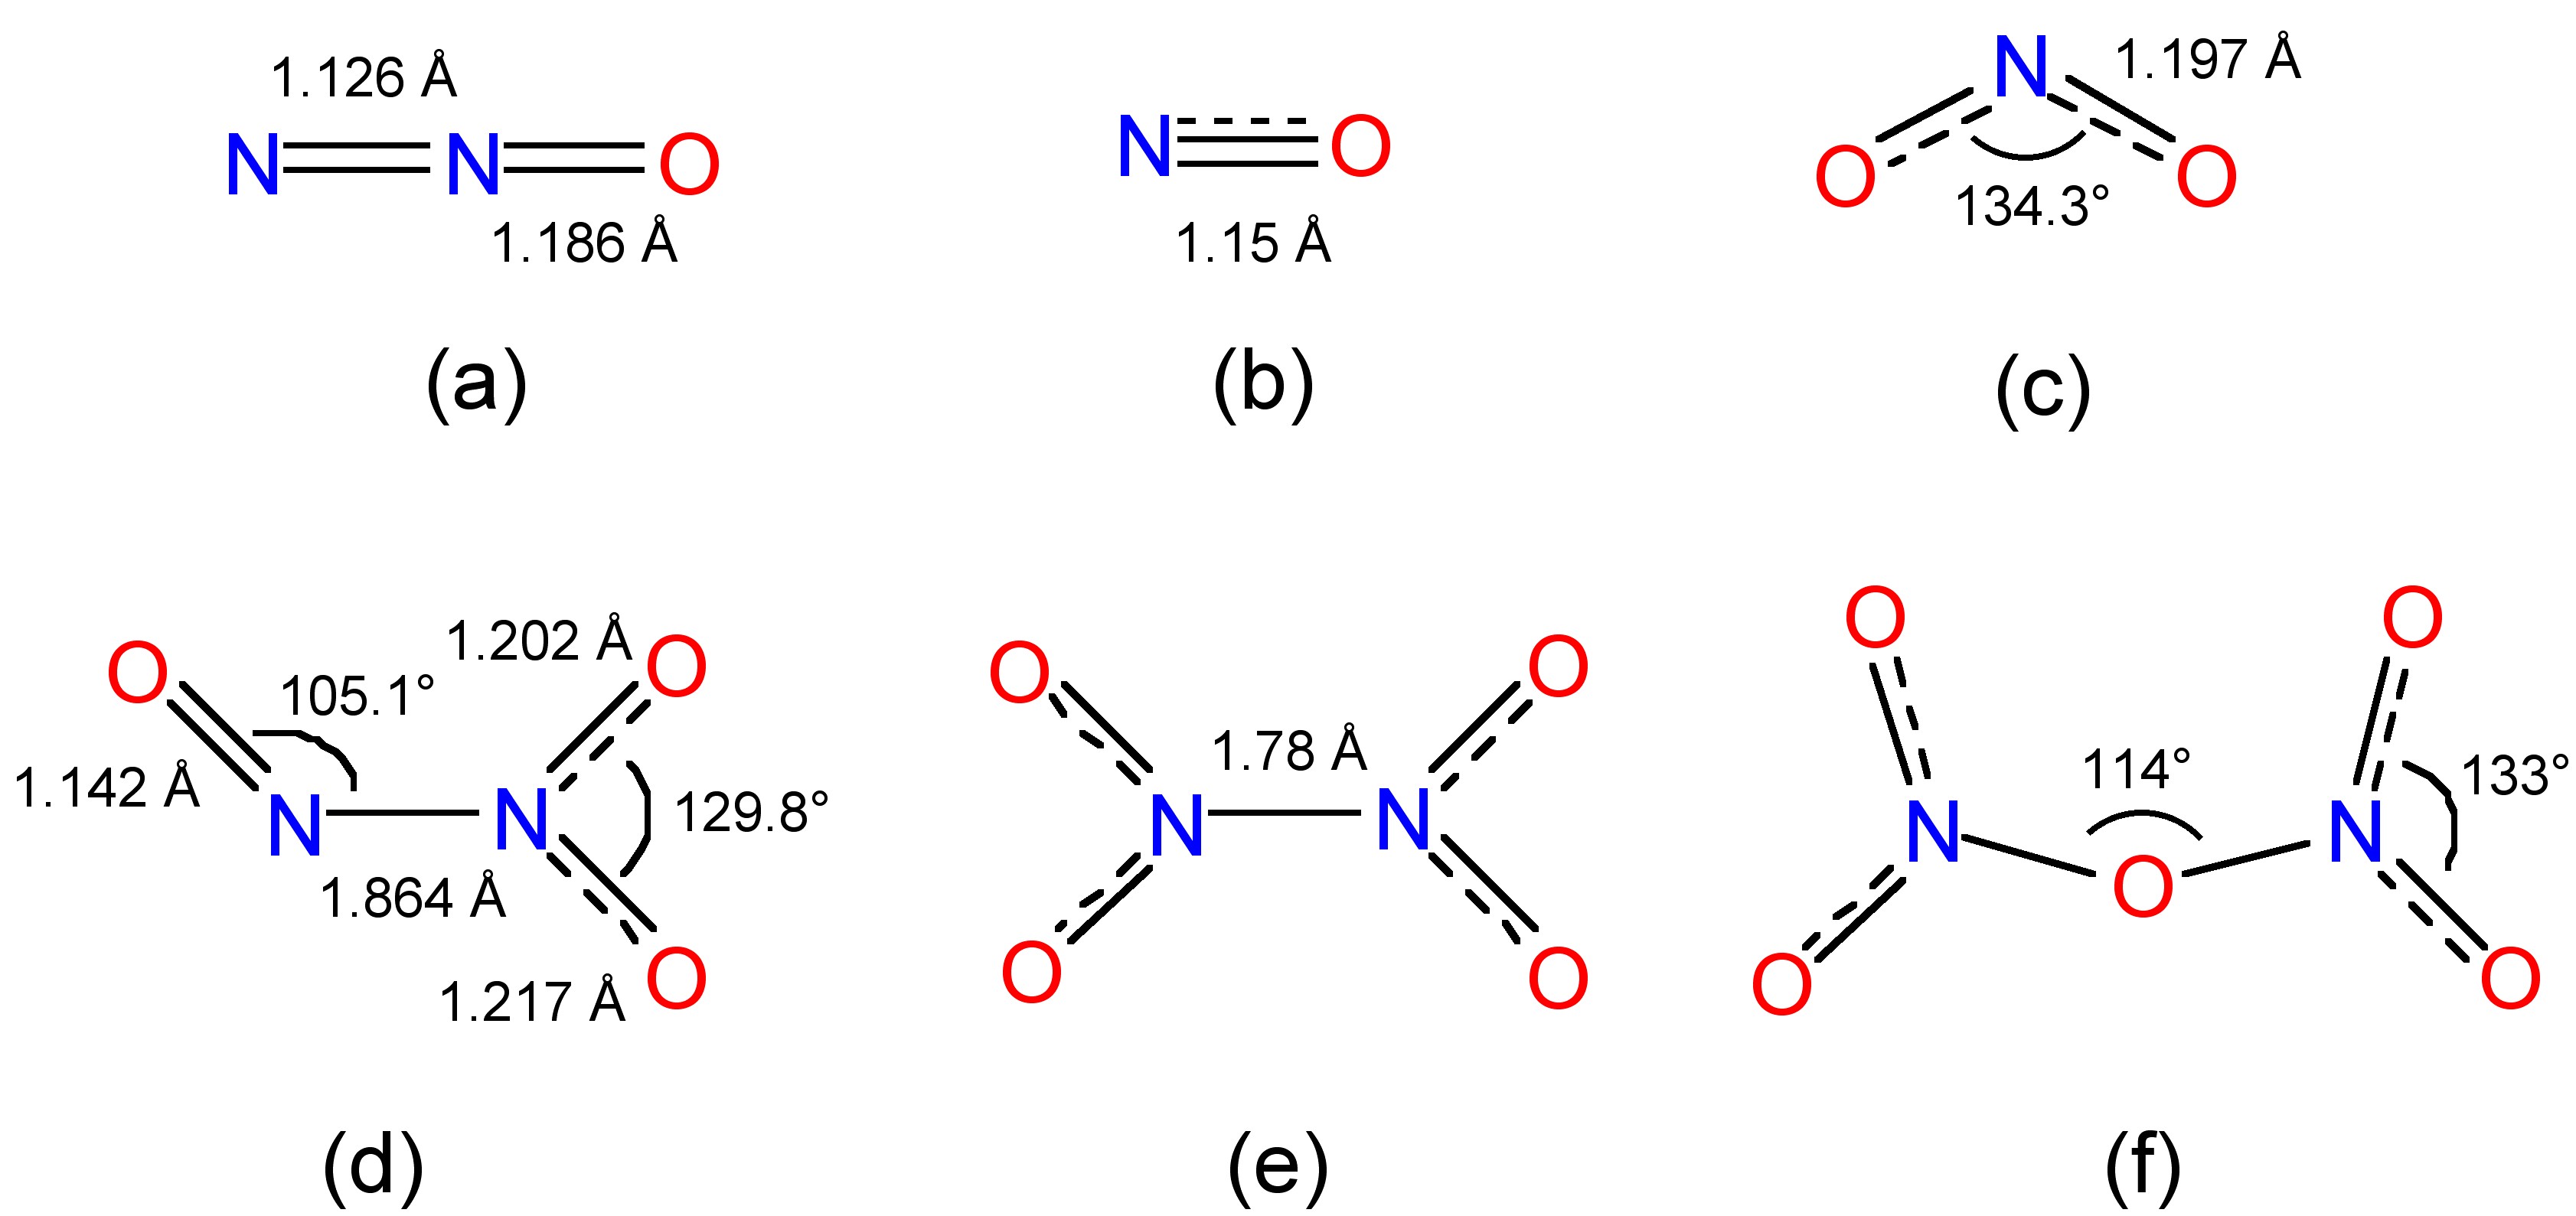 1.126 Å
N N O
1.186 Å
(a)
N O
1.15 Å
(b)
N 1.197 Å
O O
134.3°
(c)
O 1.202 Å O
105.1°
1.142 Å 129.8°
N N
1.864 Å
1.217 Å O
(d)
O O
1.78 Å
N N
O O
(e)
O O
114° 133°
N N
O
O O
(f)